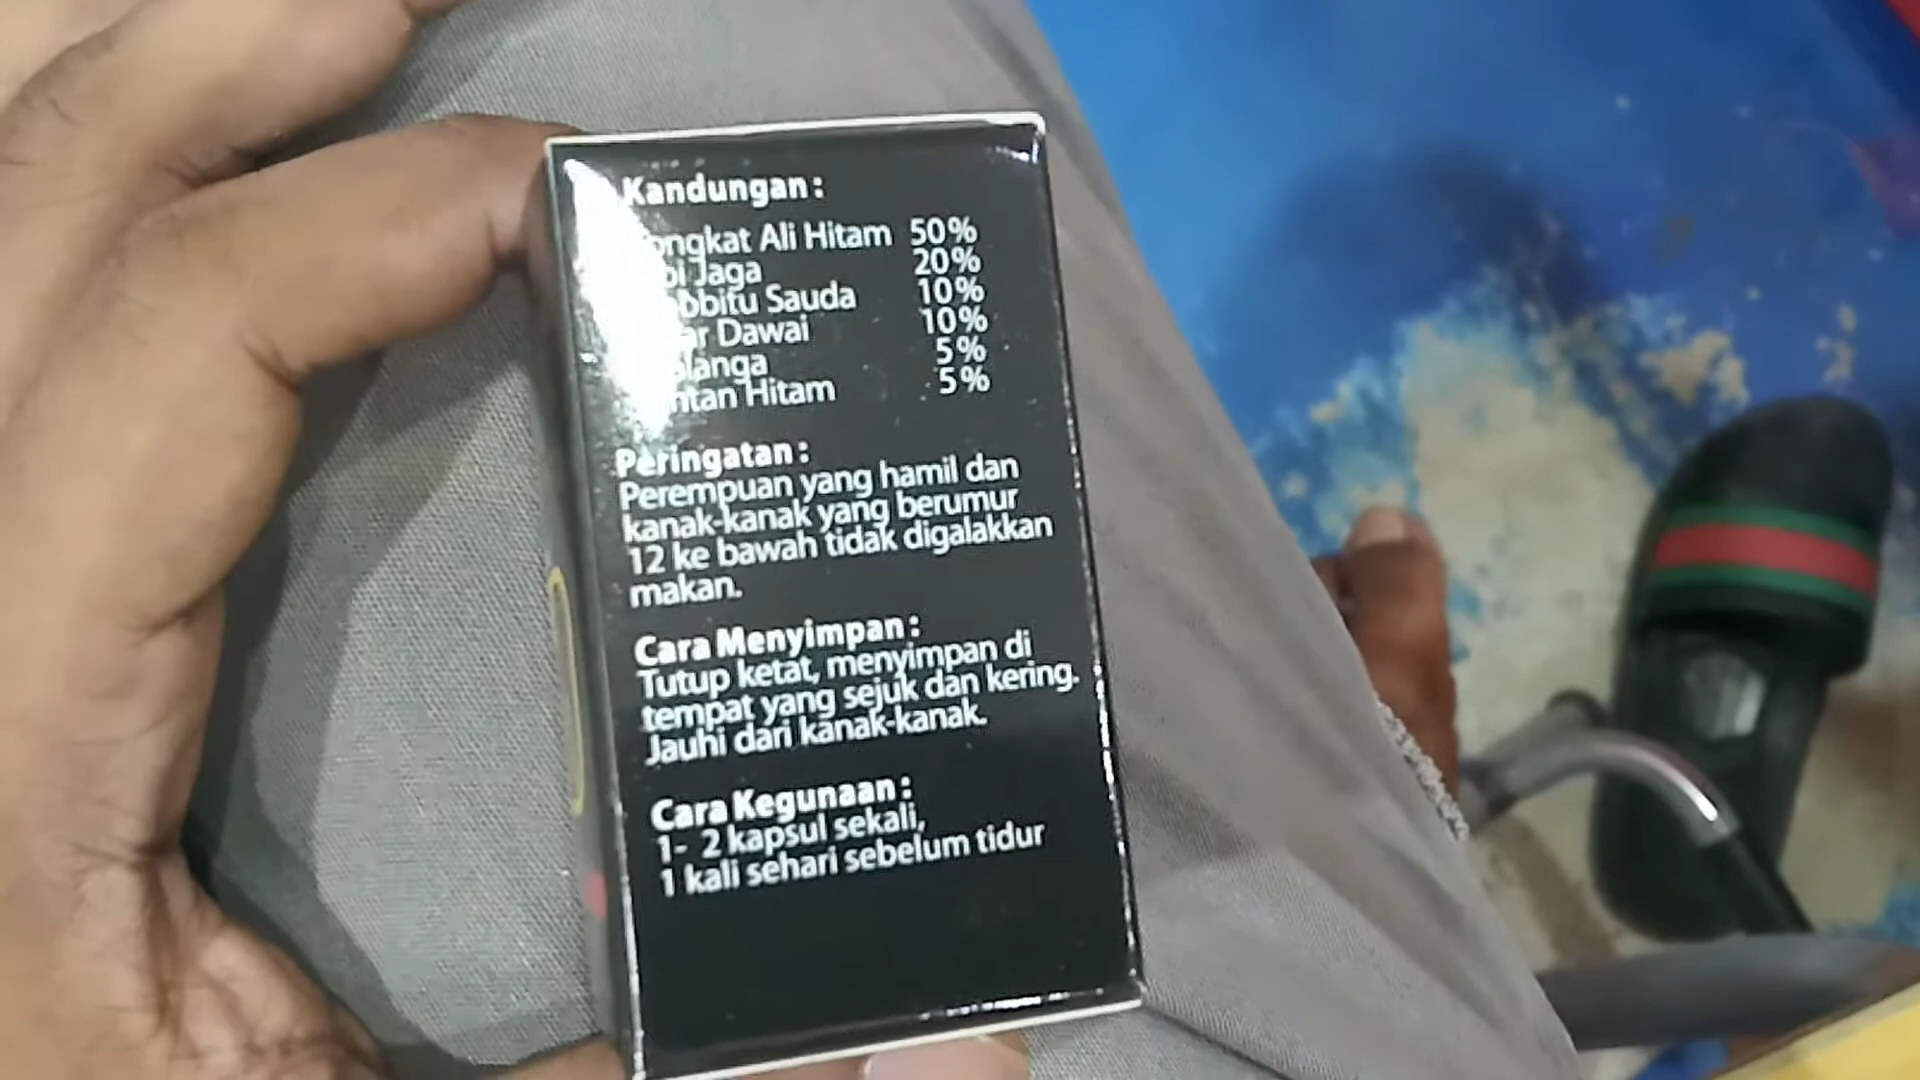 Kandungan :
Ali Hitam 50%
Jaga 20%
Sauda 10%
Dawai 10%
5%
Hitam 5%
Peringatan :
Perempuan yang hamil dan
kanak-kanak yang berumur
12 ke bawah tidak digalakkan
makan.
Cara Menyimpan :
Tutup ketat, menyimpan di
tempat yang sejuk dan kering.
Jauhi dari kanak-kanak.
Cara Kegunaan :
1- 2 kapsul sekali,
1 kali sehari sebelum tidur